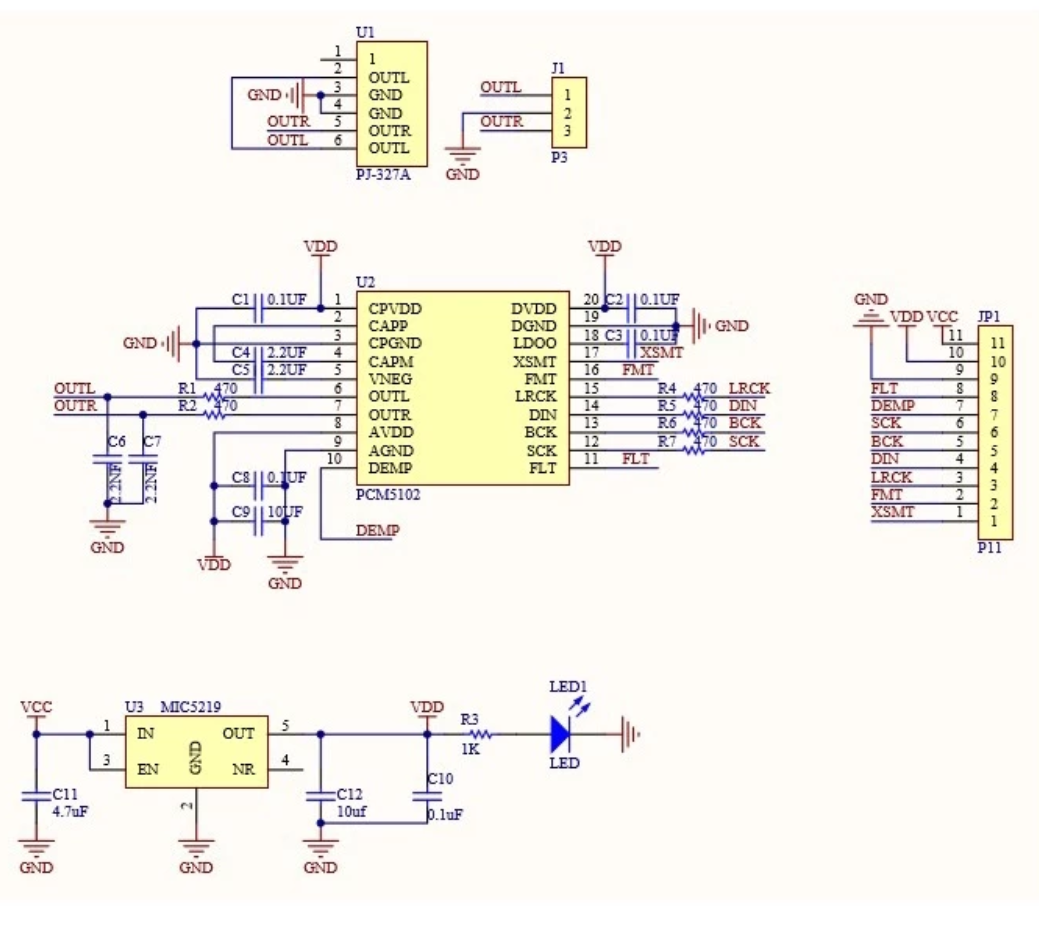 U1
1 1
2 OUTL
GND 3 GND
4 GND
OUTR 5 OUTR
OUTL 6 OUTL
PJ-327A
J1
OUTL 1
2
OUTR 3
GND
P3
VDD
VDD
U2
C1 0.1UF 1 CPVDD DVDD 20 C2 0.1UF
2 CAPP DGND 19 GND
GND 3 CPGND LDOO 18 C3 0.1UF
C4 2.2UF 4 CAPM XSMT 17 XSMT
C5 2.2UF 5 VNEG FMT 16 FMT
OUTL R1 470 6 OUTL LRCK 15 R4 470 LRCK
OUTR R2 470 7 OUTR DIN 14 R5 470 DIN
8 AVDD BCK 13 R6 470 BCK
C6 C7 9 AGND SCK 12 R7 470 SCK
10 DEMP FLT 11 FLT
2.2NF 2.2NF
C8 0.1UF
PCM5102
C9 10UF
DEMP
GND
VDD
GND
GND
VDD VCC
JP1
11 11
10 10
9 9
FLT 8 8
DEMP 7 7
SCK 6 6
BCK 5 5
DIN 4 4
LRCK 3 3
FMT 2 2
XSMT 1 1
P11
VCC
U3 MIC5219
1 IN OUT 5
3 EN GND NR 4
2
C11
4.7uF
GND
GND
VDD
R3
1K
LED1
LED
C12
10uf
C10
0.1uF
GND